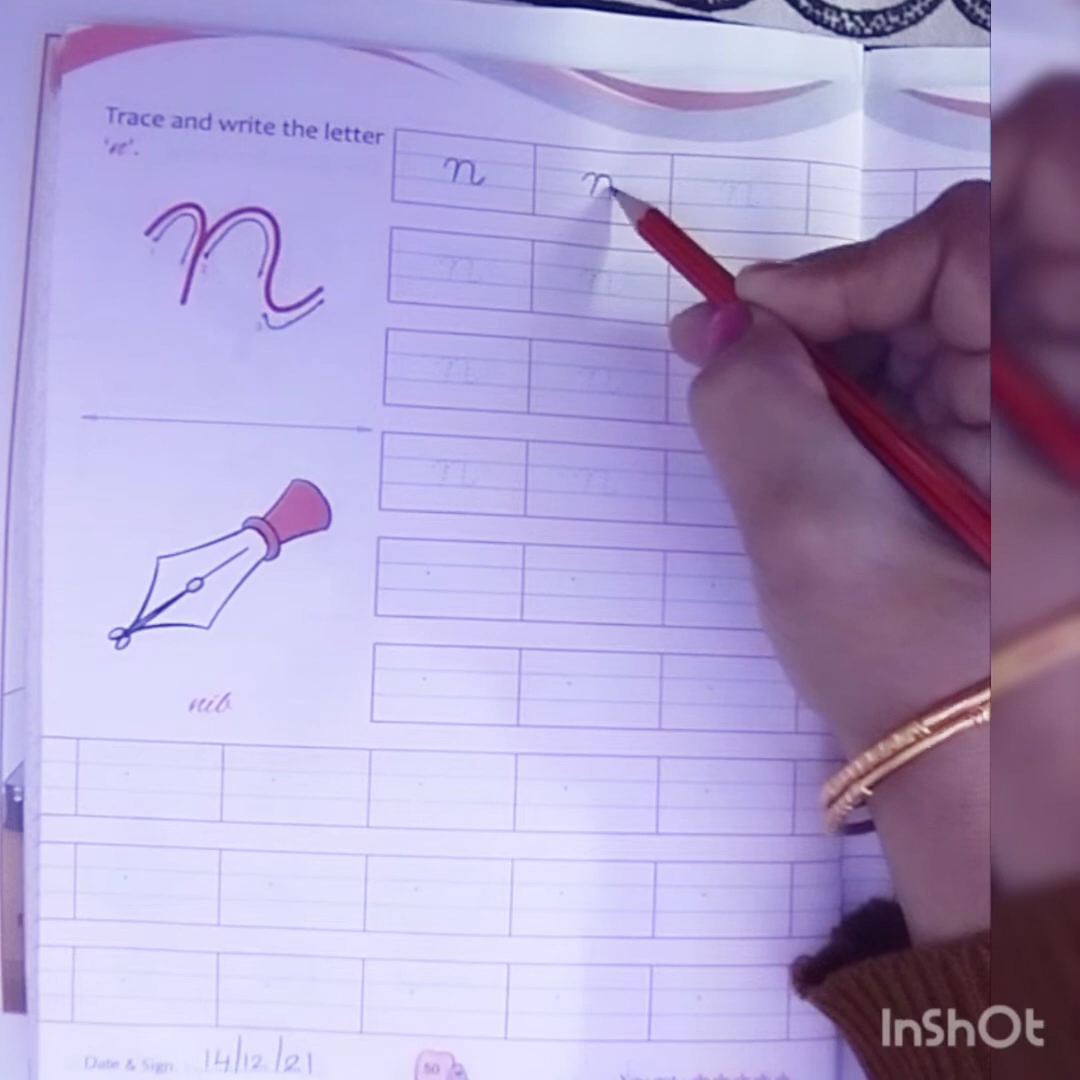 Trace and write the letter
'n'.
n n n
n
n n
n n
n n
n n
nib
Date & Sign 14/12/21
50
InShOt